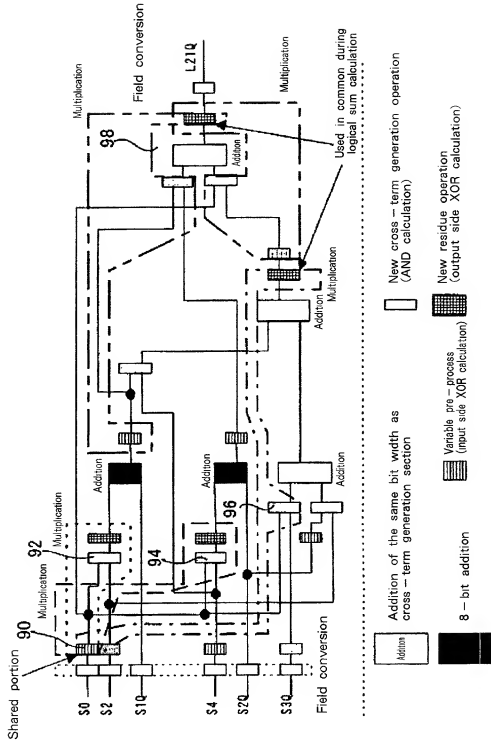 Shared portion
90
Multiplication
92
Multiplication
94
96
98
Multiplication
Field conversion
L21Q
Addition
Addition
Addition
Addition
Addition
Multiplication
Multiplication
Used in common during
logical sum calculation
S0
S2
S1Q
S4
S2Q
S3Q
Field conversion
Addition
Addition of the same bit width as
cross-term generation section
8-bit addition
New cross-term generation operation
(AND calculation)
Variable pre-process
(input side XOR calculation)
New residue operation
(output side XOR calculation)